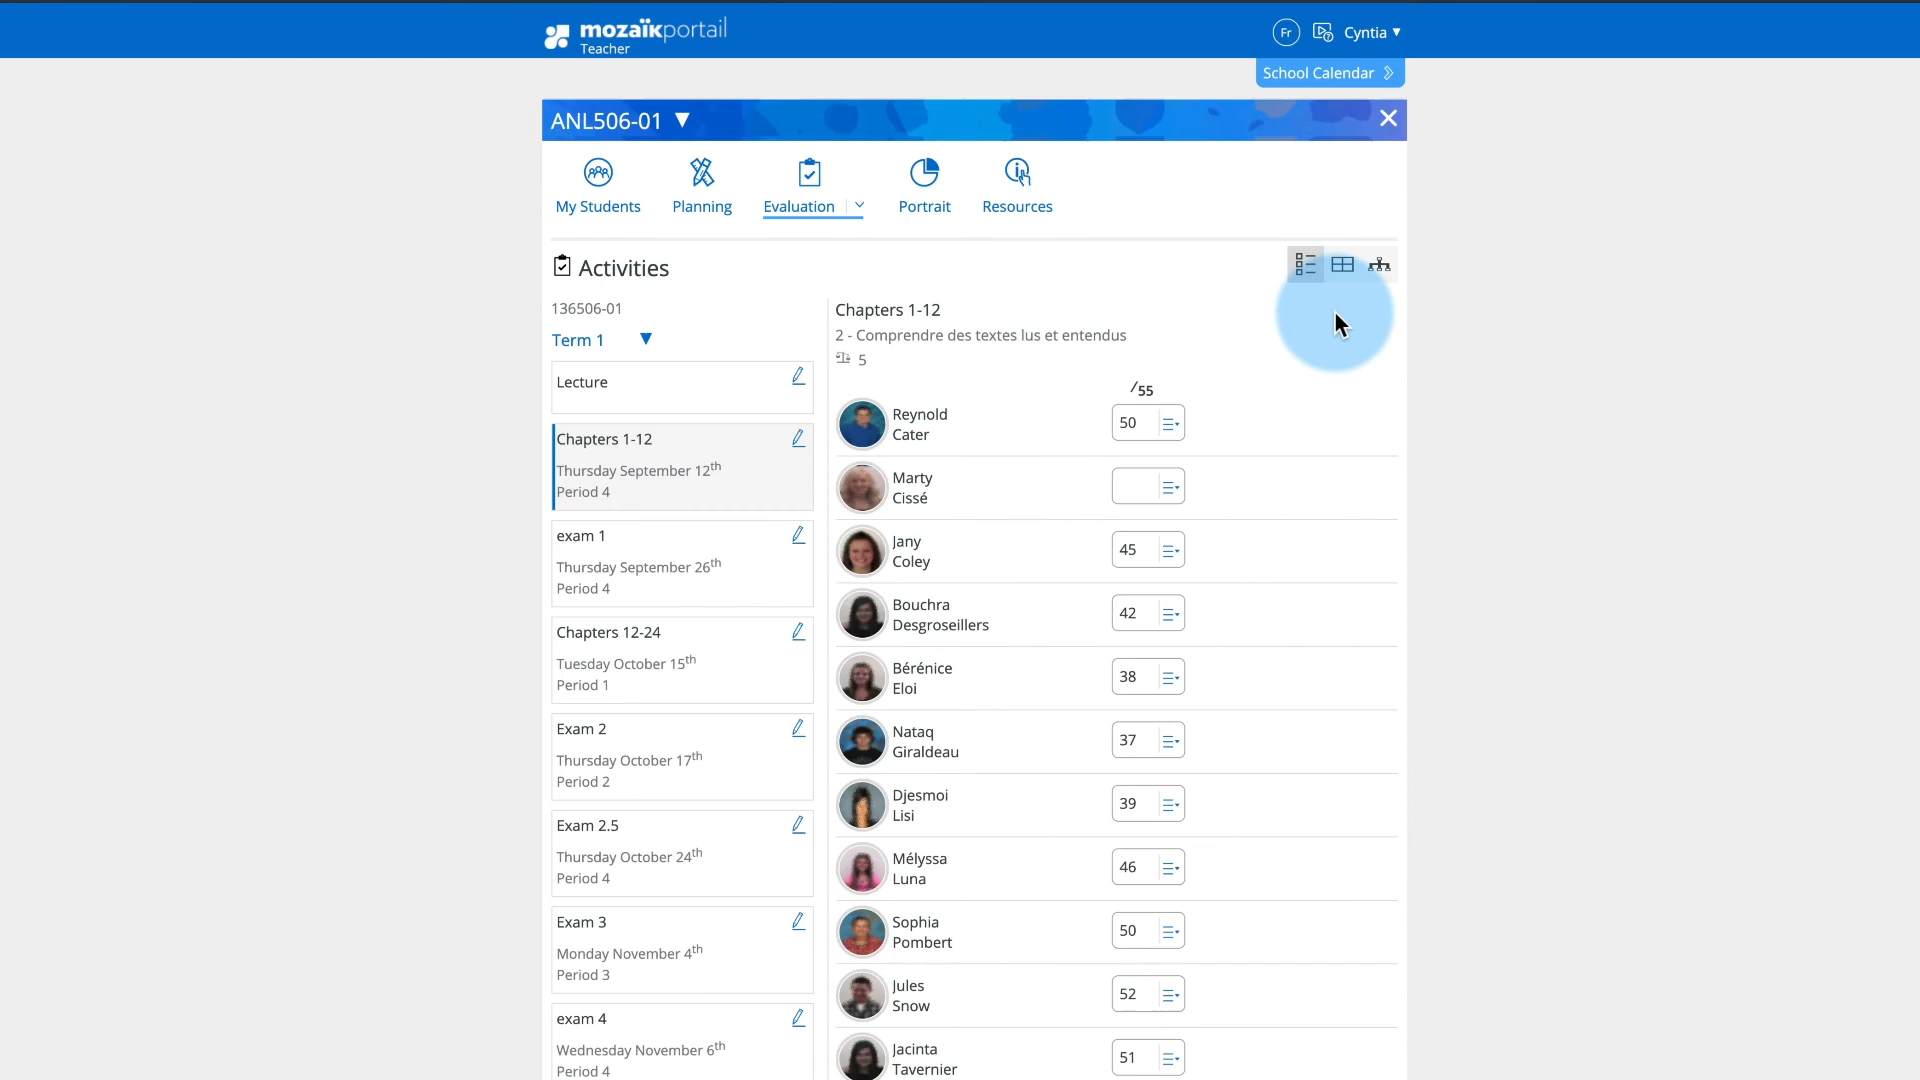 mozaïkportail
Teacher
Fr
Cyntia ▼
School Calendar
ANL506-01 ▼
My Students
Planning
Evaluation
Portrait
Resources
Activities
136506-01
Term 1 ▼
Lecture
Chapters 1-12
Thursday September 12th
Period 4
exam 1
Thursday September 26th
Period 4
Chapters 12-24
Tuesday October 15th
Period 1
Exam 2
Thursday October 17th
Period 2
Exam 2.5
Thursday October 24th
Period 4
Exam 3
Monday November 4th
Period 3
exam 4
Wednesday November 6th
Period 4
Chapters 1-12
2 - Comprendre des textes lus et entendus
5
/55
Reynold
Cater
50
Marty
Cissé
Jany
Coley
45
Bouchra
Desgroseillers
42
Bérénice
Eloi
38
Nataq
Giraldeau
37
Djesmoi
Lisi
39
Mélyssa
Luna
46
Sophia
Pombert
50
Jules
Snow
52
Jacinta
Tavernier
51